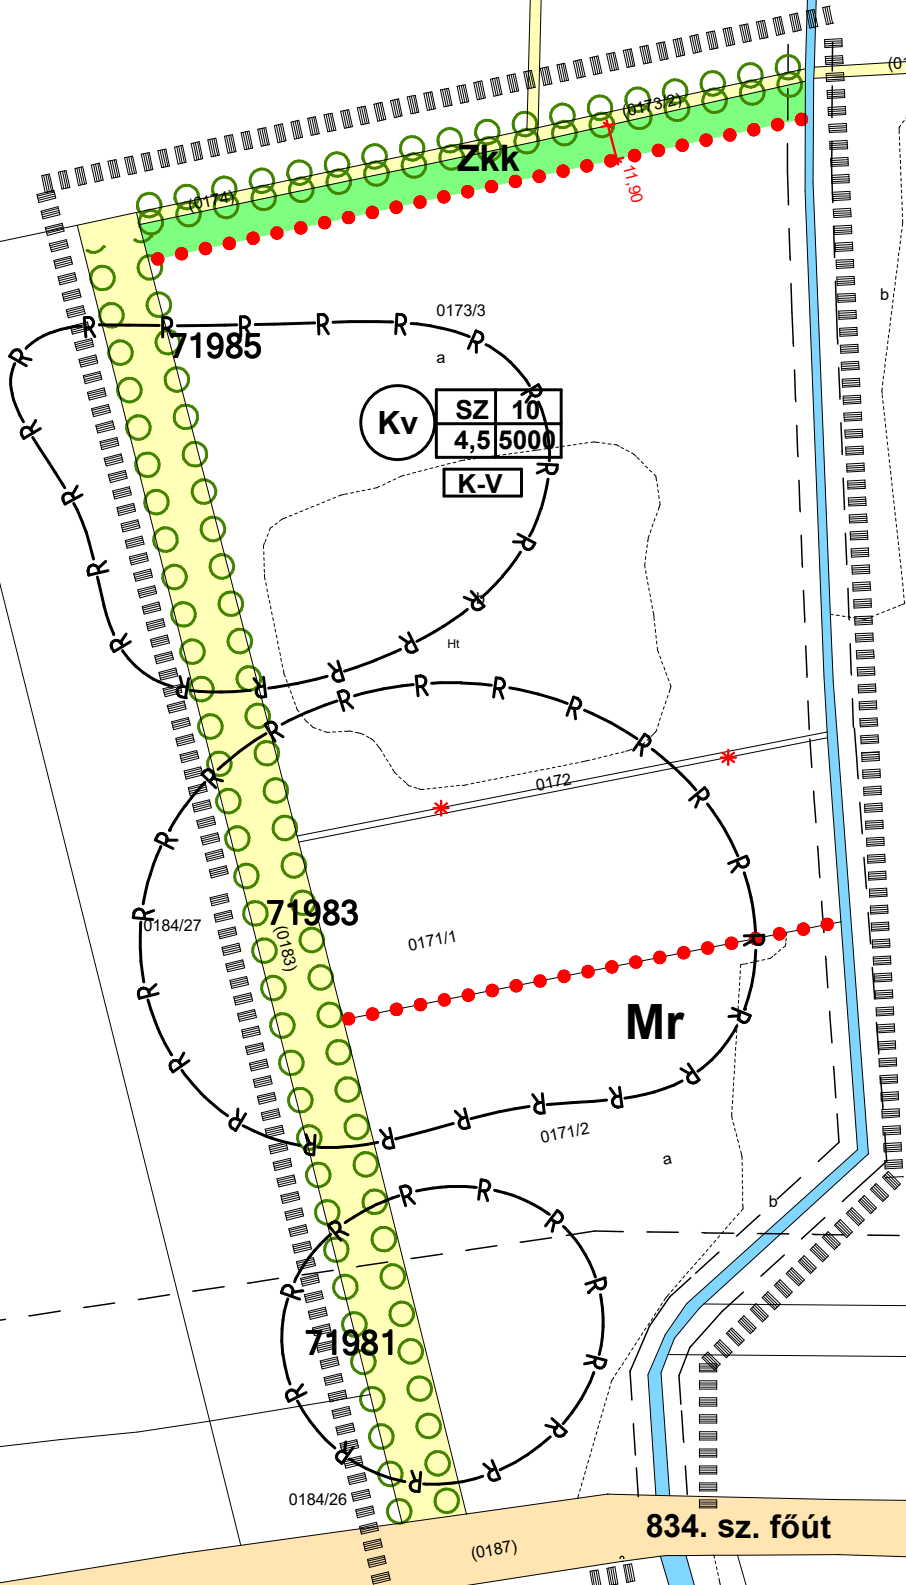 (01
(0173/2)
Zkk
11,90
(0174)
b
0173/3
71985
a
Kv
SZ 10
4,5 5000
K-V
Ht
0172
71983
0184/27
(0183)
0171/1
Mr
0171/2
a
b
71981
0184/26
834. sz. főút
(0187)
R R R R R R R R R R R R R R R R R R R
R R R R R R R R R R R R R R R R R R R R R R R R
R R R R R R R R R R R